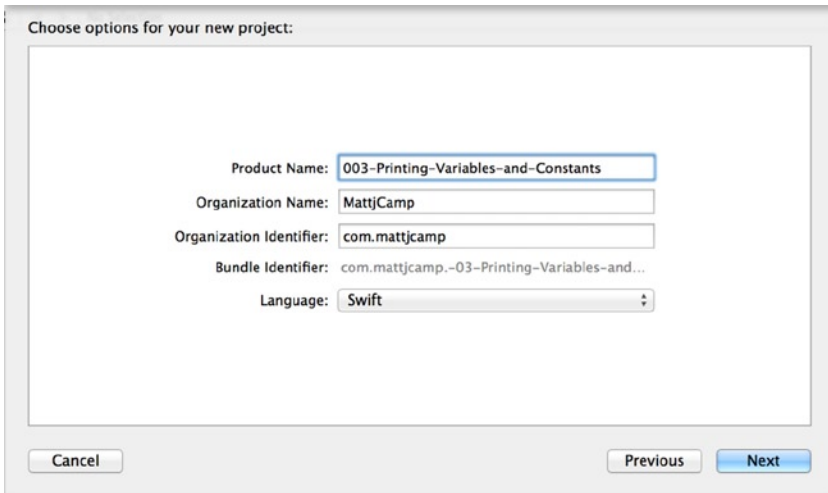 Choose options for your new project:
Product Name: 003-Printing-Variables-and-Constants
Organization Name: MattjCamp
Organization Identifier: com.mattjcamp
Bundle Identifier: com.mattjcamp.-03-Printing-Variables-and...
Language: Swift
Cancel Previous Next